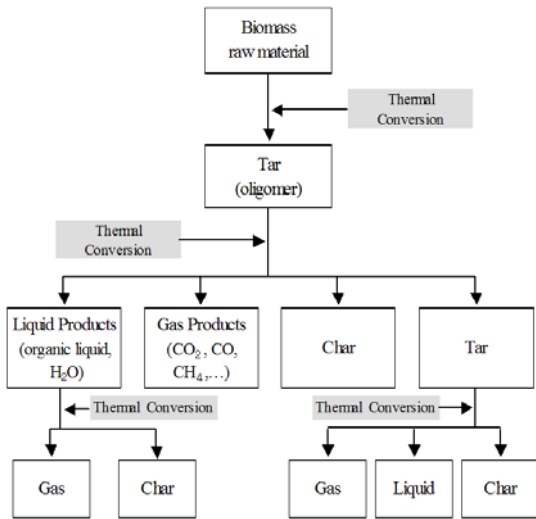 Biomass
raw material
Thermal
Conversion
Tar
(oligomer)
Thermal
Conversion
Liquid Products
(organic liquid,
H₂O)
Gas Products
(CO₂, CO,
CH₄,...)
Char
Tar
Thermal Conversion
Thermal Conversion
Gas
Char
Gas
Liquid
Char